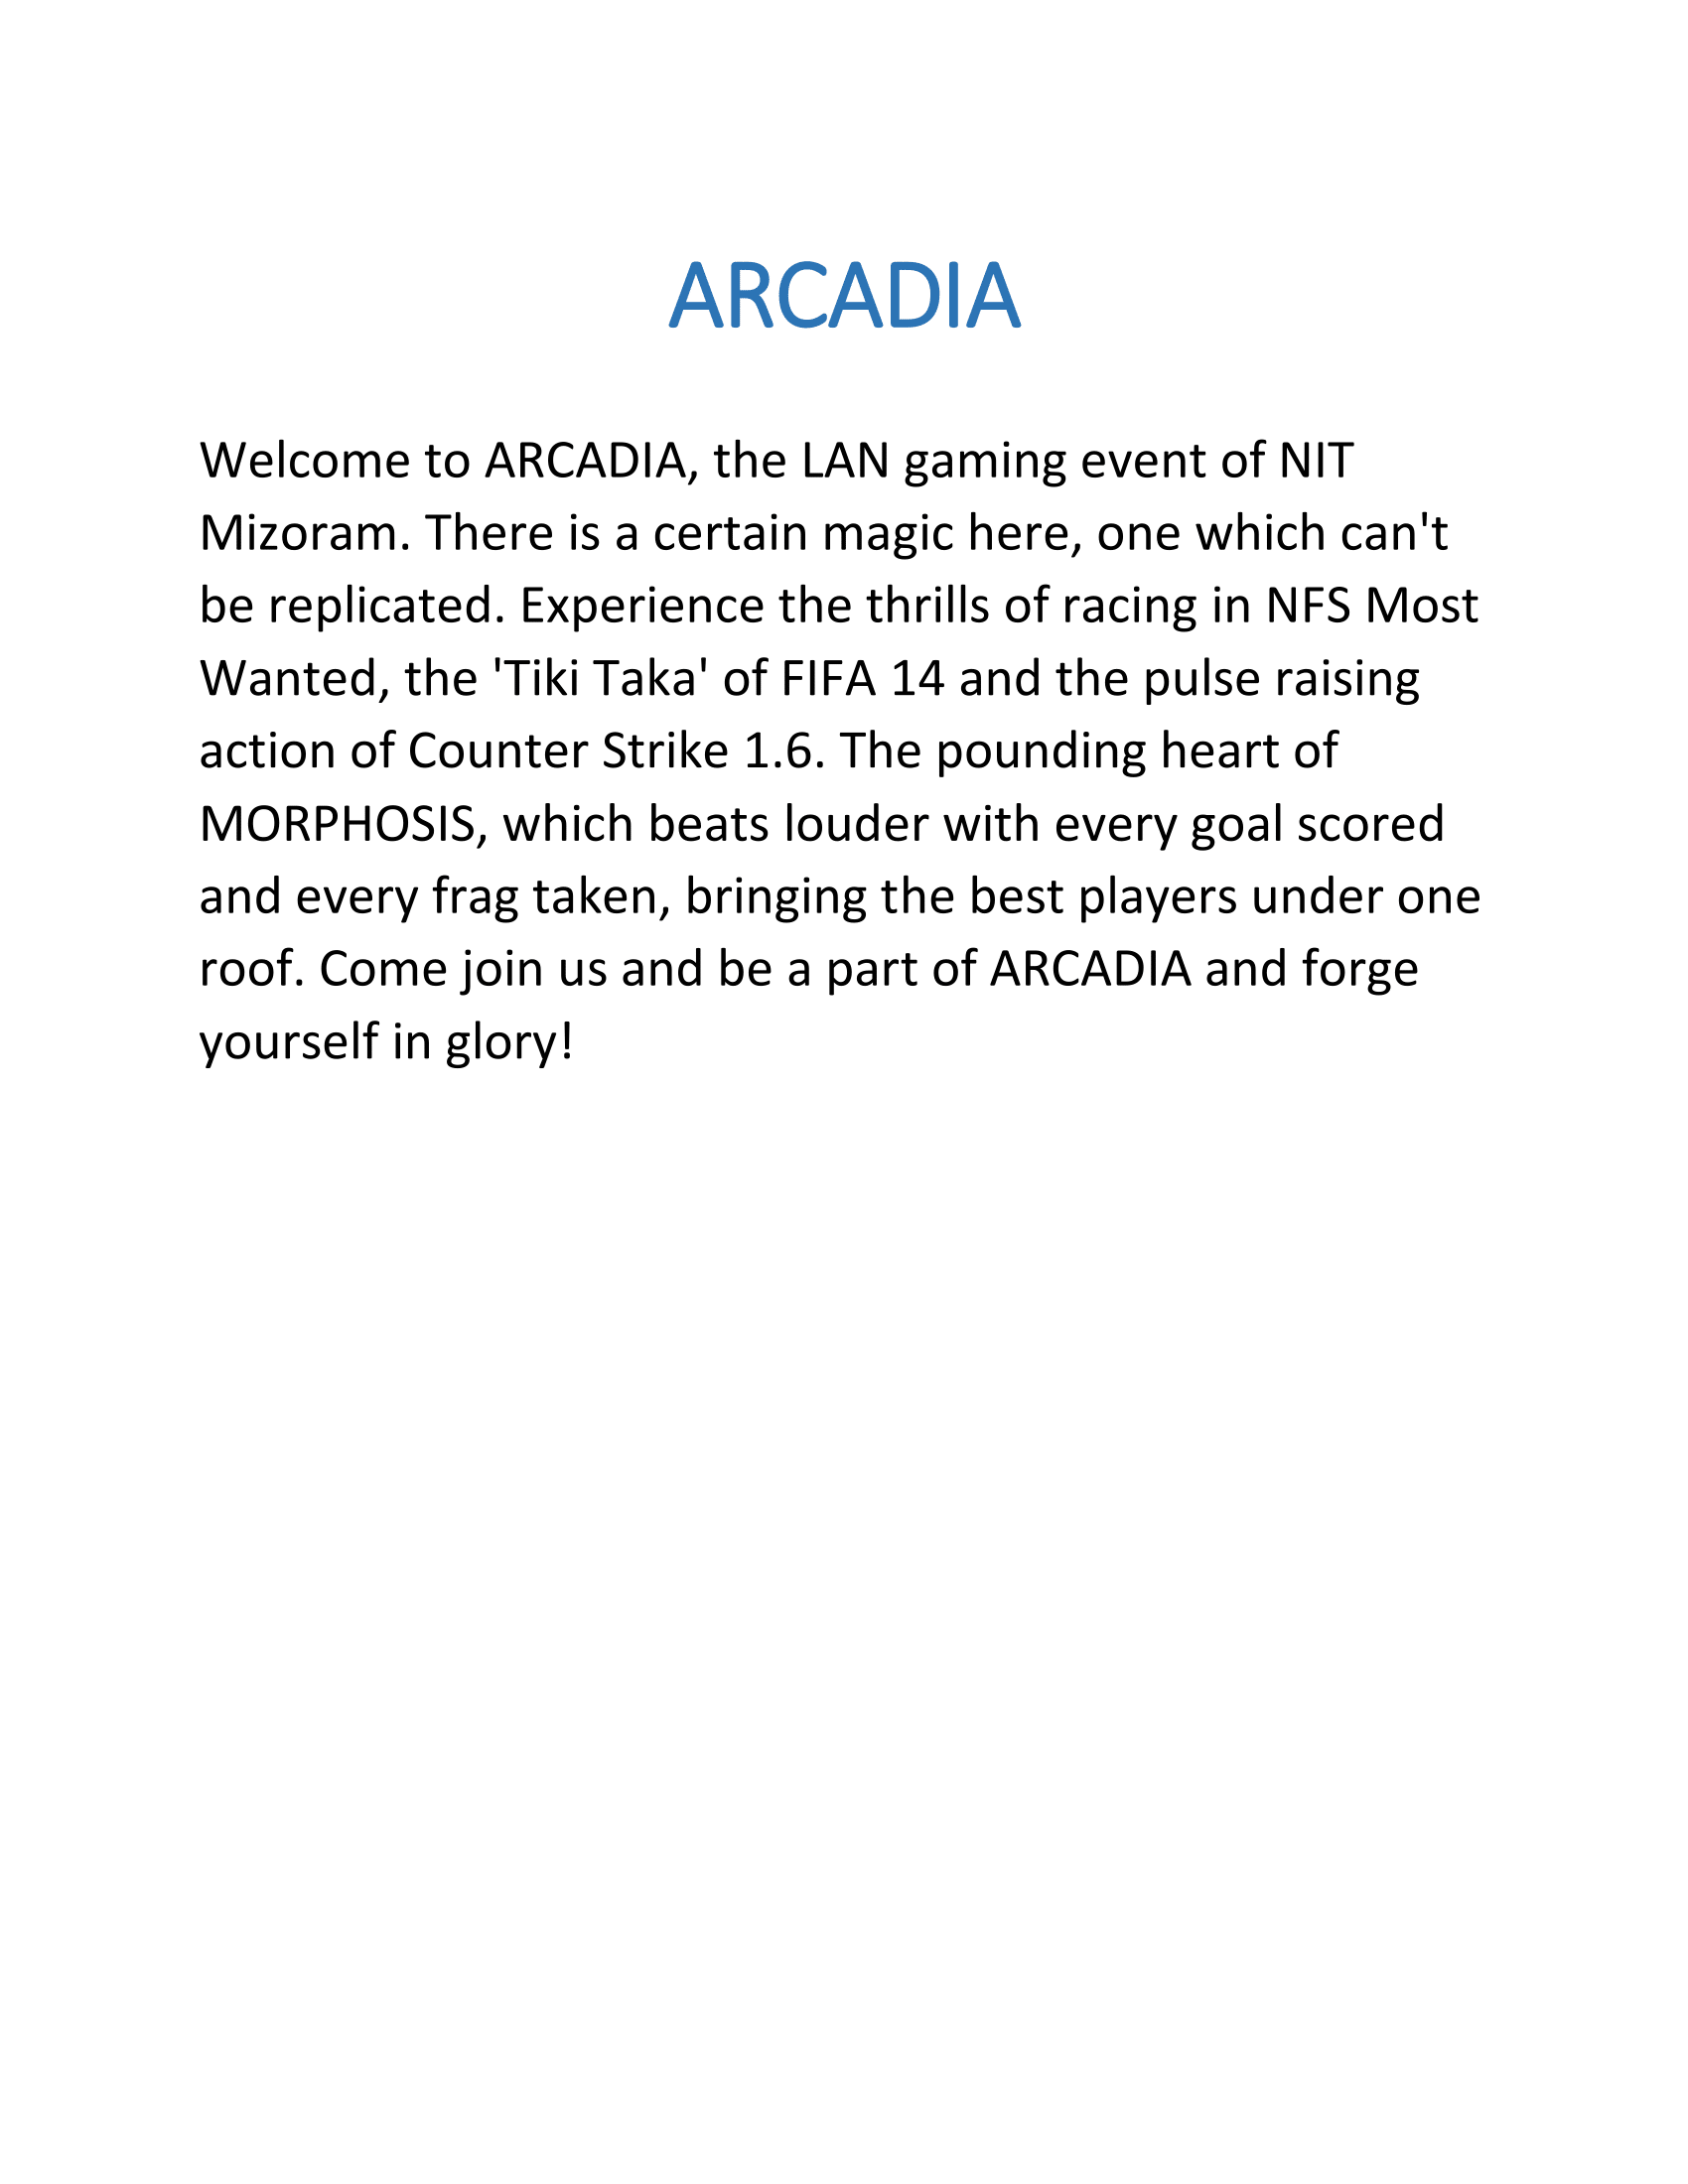 ARCADIA
Welcome to ARCADIA, the LAN gaming event of NIT
Mizoram. There is a certain magic here, one which can't
be replicated. Experience the thrills of racing in NFS Most
Wanted, the 'Tiki Taka' of FIFA 14 and the pulse raising
action of Counter Strike 1.6. The pounding heart of
MORPHOSIS, which beats louder with every goal scored
and every frag taken, bringing the best players under one
roof. Come join us and be a part of ARCADIA and forge
yourself in glory!